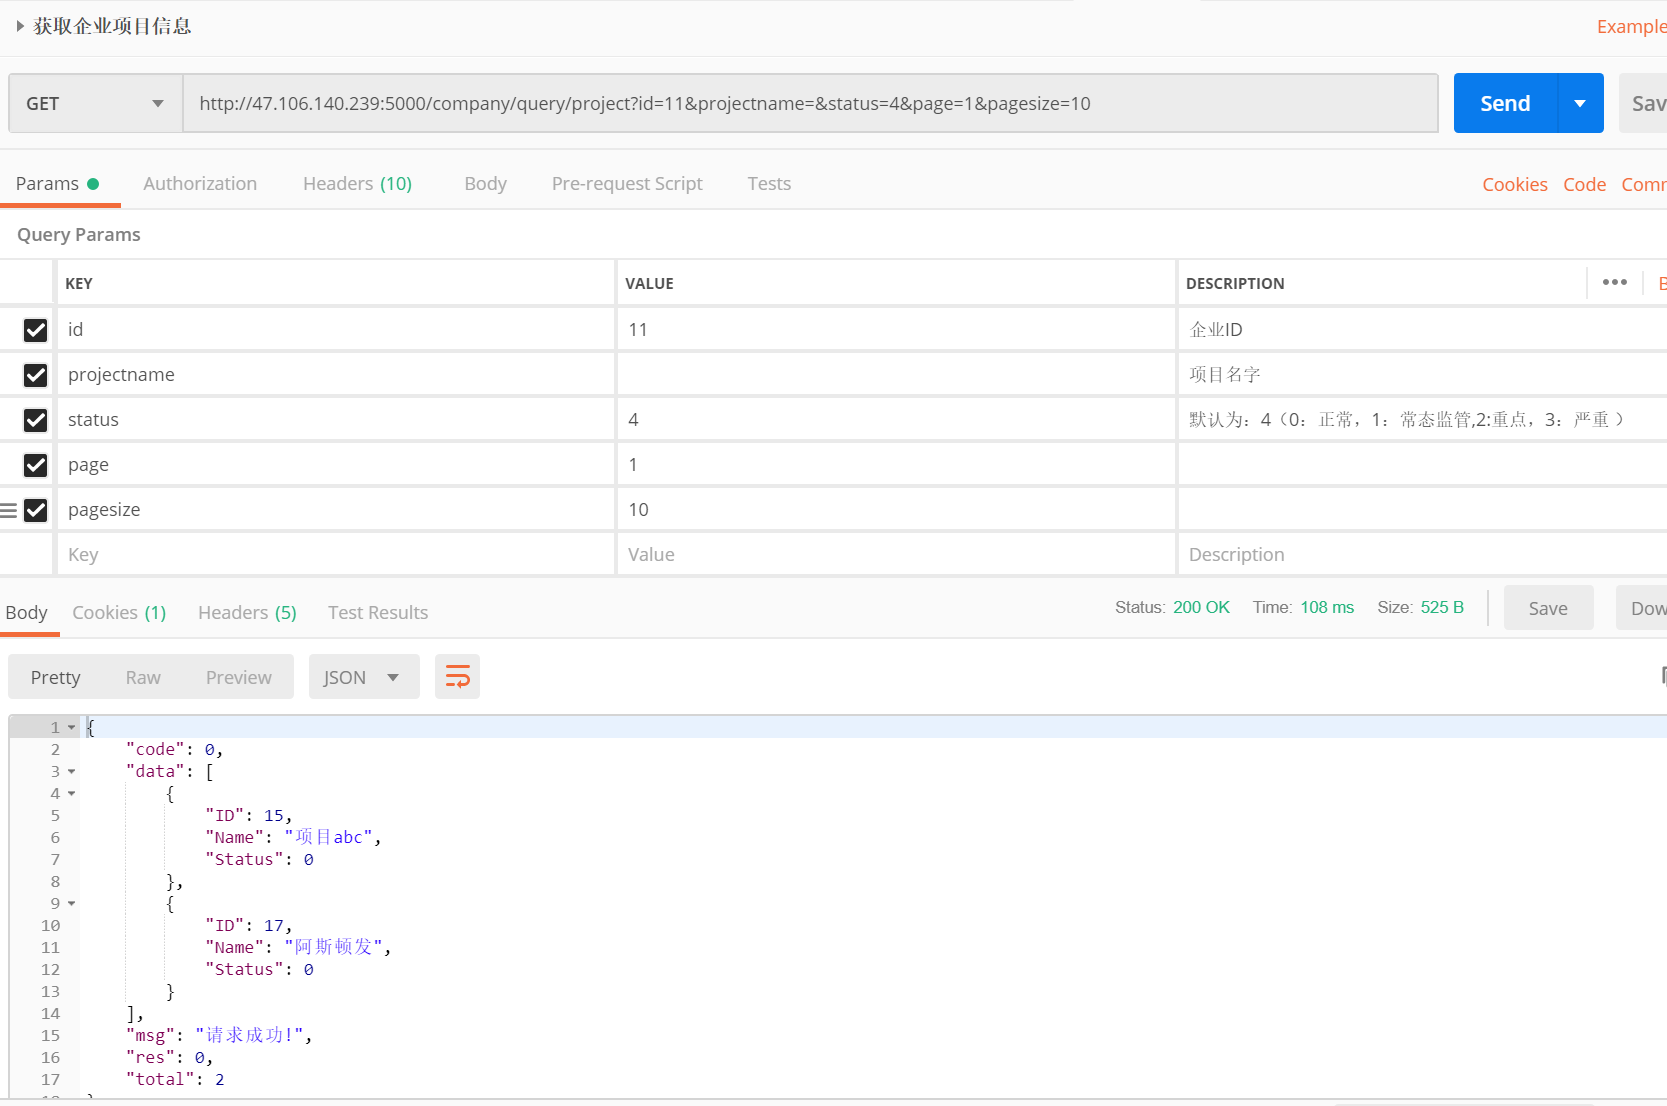 获取企业项目信息
Example
GET http://47.106.140.239:5000/company/query/project?id=11&projectname=&status=4&page=1&pagesize=10 Send Sav
Params Authorization Headers (10) Body Pre-request Script Tests Cookies Code Comm
Query Params
KEY VALUE DESCRIPTION ••• B
id 11 企业ID
projectname 项目名字
status 4 默认为：4（0：正常，1：常态监管,2:重点，3：严重 ）
page 1
pagesize 10
Key Value Description
Body Cookies (1) Headers (5) Test Results Status: 200 OK Time: 108 ms Size: 525 B Save Dow
Pretty Raw Preview JSON
1 {
2 "code": 0,
3 "data": [
4 {
5 "ID": 15,
6 "Name": "项目abc",
7 "Status": 0
8 },
9 {
10 "ID": 17,
11 "Name": "阿斯顿发",
12 "Status": 0
13 }
14 ],
15 "msg": "请求成功!",
16 "res": 0,
17 "total": 2